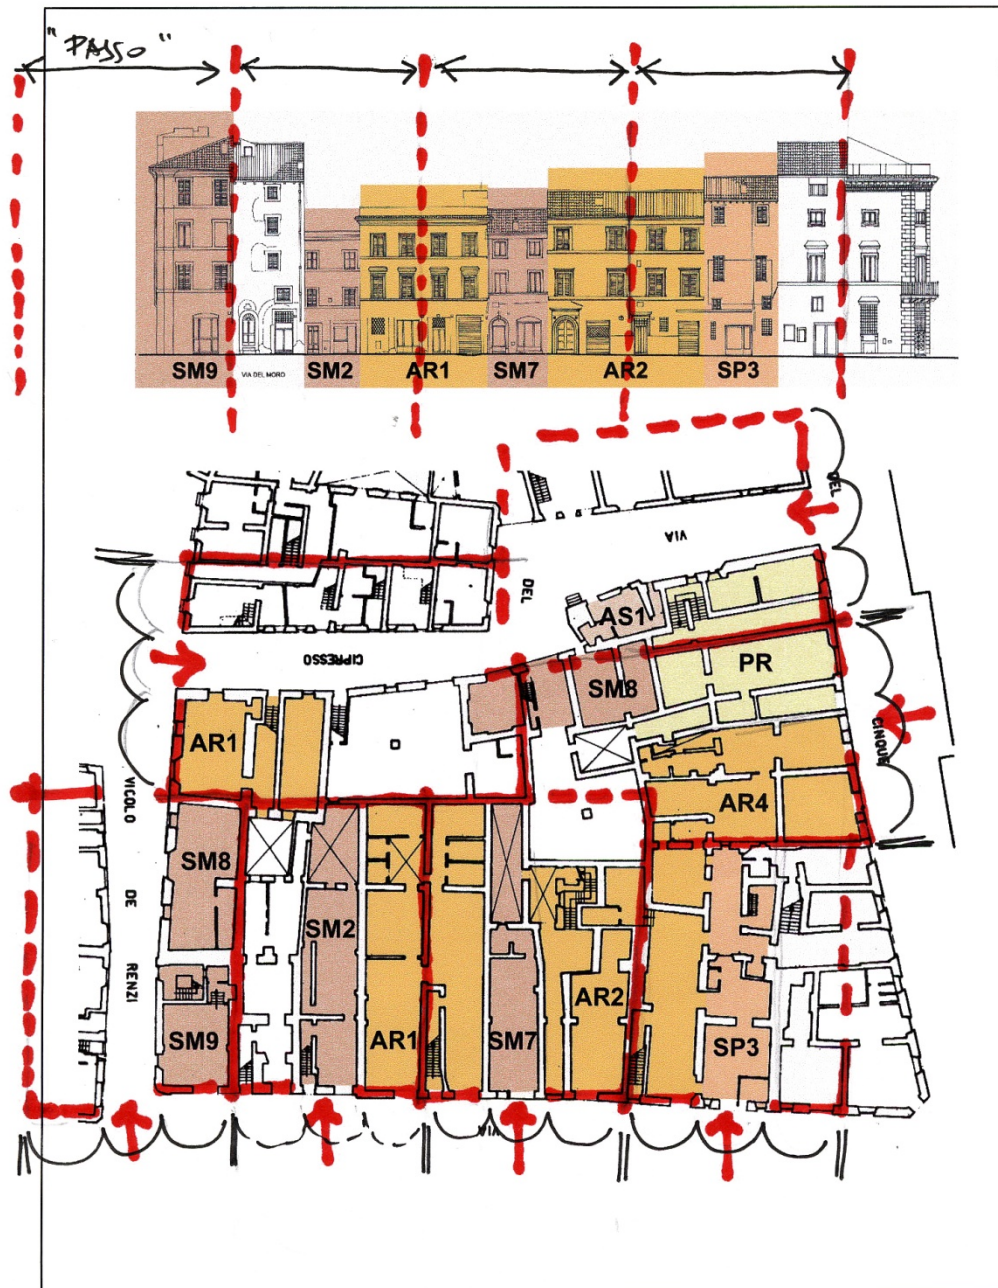 "PASSO"
SM9
VIA DEL MORO
SM2
AR1
SM7
AR2
SP3
DEL
VIA
DEL
AS1
CIPRESSO
SM8
PR
CINQUE
AR1
AR4
VICOLO
DE
RENZI
SM8
SM2
AR1
SM7
AR2
SM9
SP3
VIA